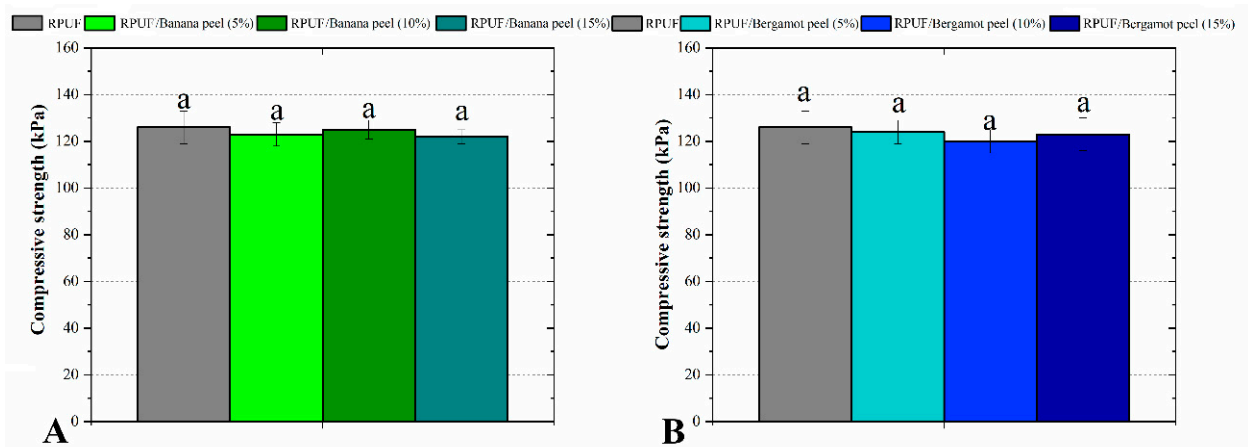 RPUF RPUF/Banana peel (5%) RPUF/Banana peel (10%) RPUF/Banana peel (15%) RPUF RPUF/Bergamot peel (5%) RPUF/Bergamot peel (10%) RPUF/Bergamot peel (15%)
160
140
120
100
80
60
40
20
0
Compressive strength (kPa)
a
a
a
a
A
160
140
120
100
80
60
40
20
0
Compressive strength (kPa)
a
a
a
a
B